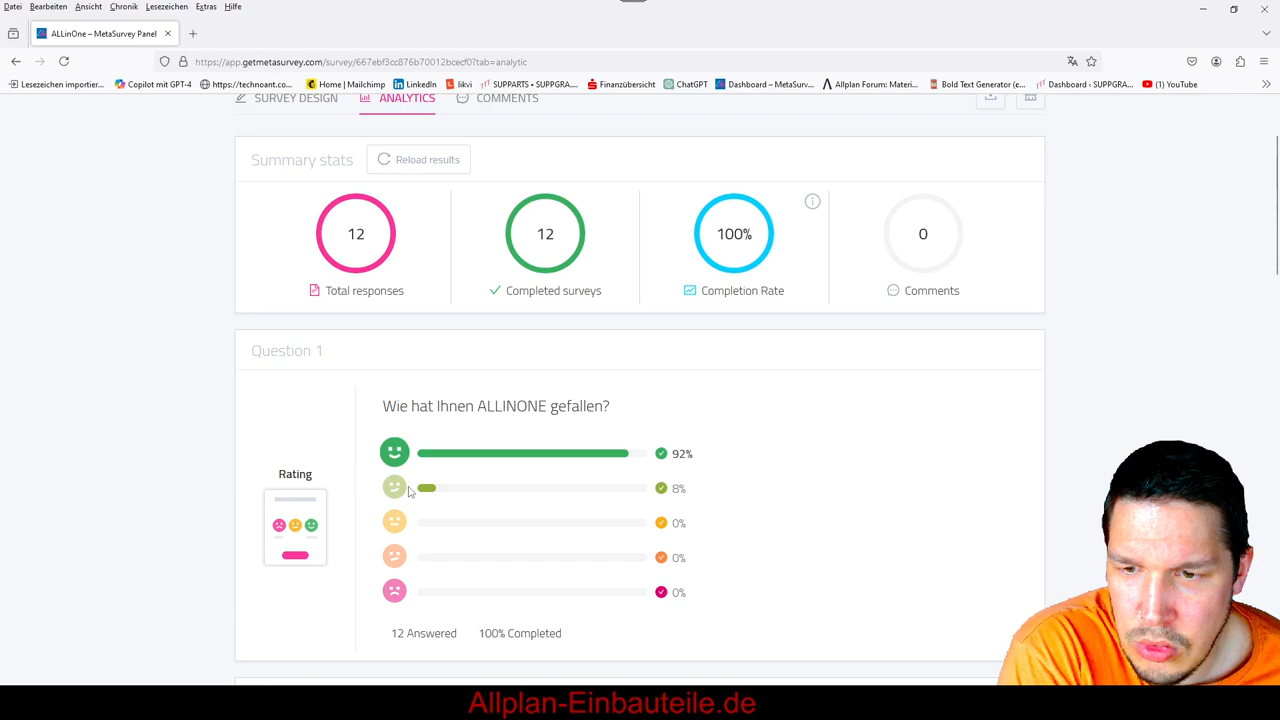 Datei Bearbeiten Ansicht Chronik Lesezeichen Extras Hilfe
ALLinOne – MetaSurvey Panel
https://app.getmetasurvey.com/survey/667ebf3cc876b70012bcecf0?tab=analytic
Lesezeichen importier... Copilot mit GPT-4 https://technoant.co... Home | Mailchimp LinkedIn likvi SUPPARTS • SUPPGRA... Finanzübersicht ChatGPT Dashboard – MetaSurv... Allplan Forum: Materi... Bold Text Generator (e... Dashboard ‹ SUPPGRA... (1) YouTube
SURVEY DESIGN ANALYTICS COMMENTS
Summary stats Reload results
12 12 100% 0
Total responses Completed surveys Completion Rate Comments
Question 1
Wie hat Ihnen ALLINONE gefallen?
92%
Rating
8%
0%
0%
0%
12 Answered 100% Completed
Allplan-Einbauteile.de